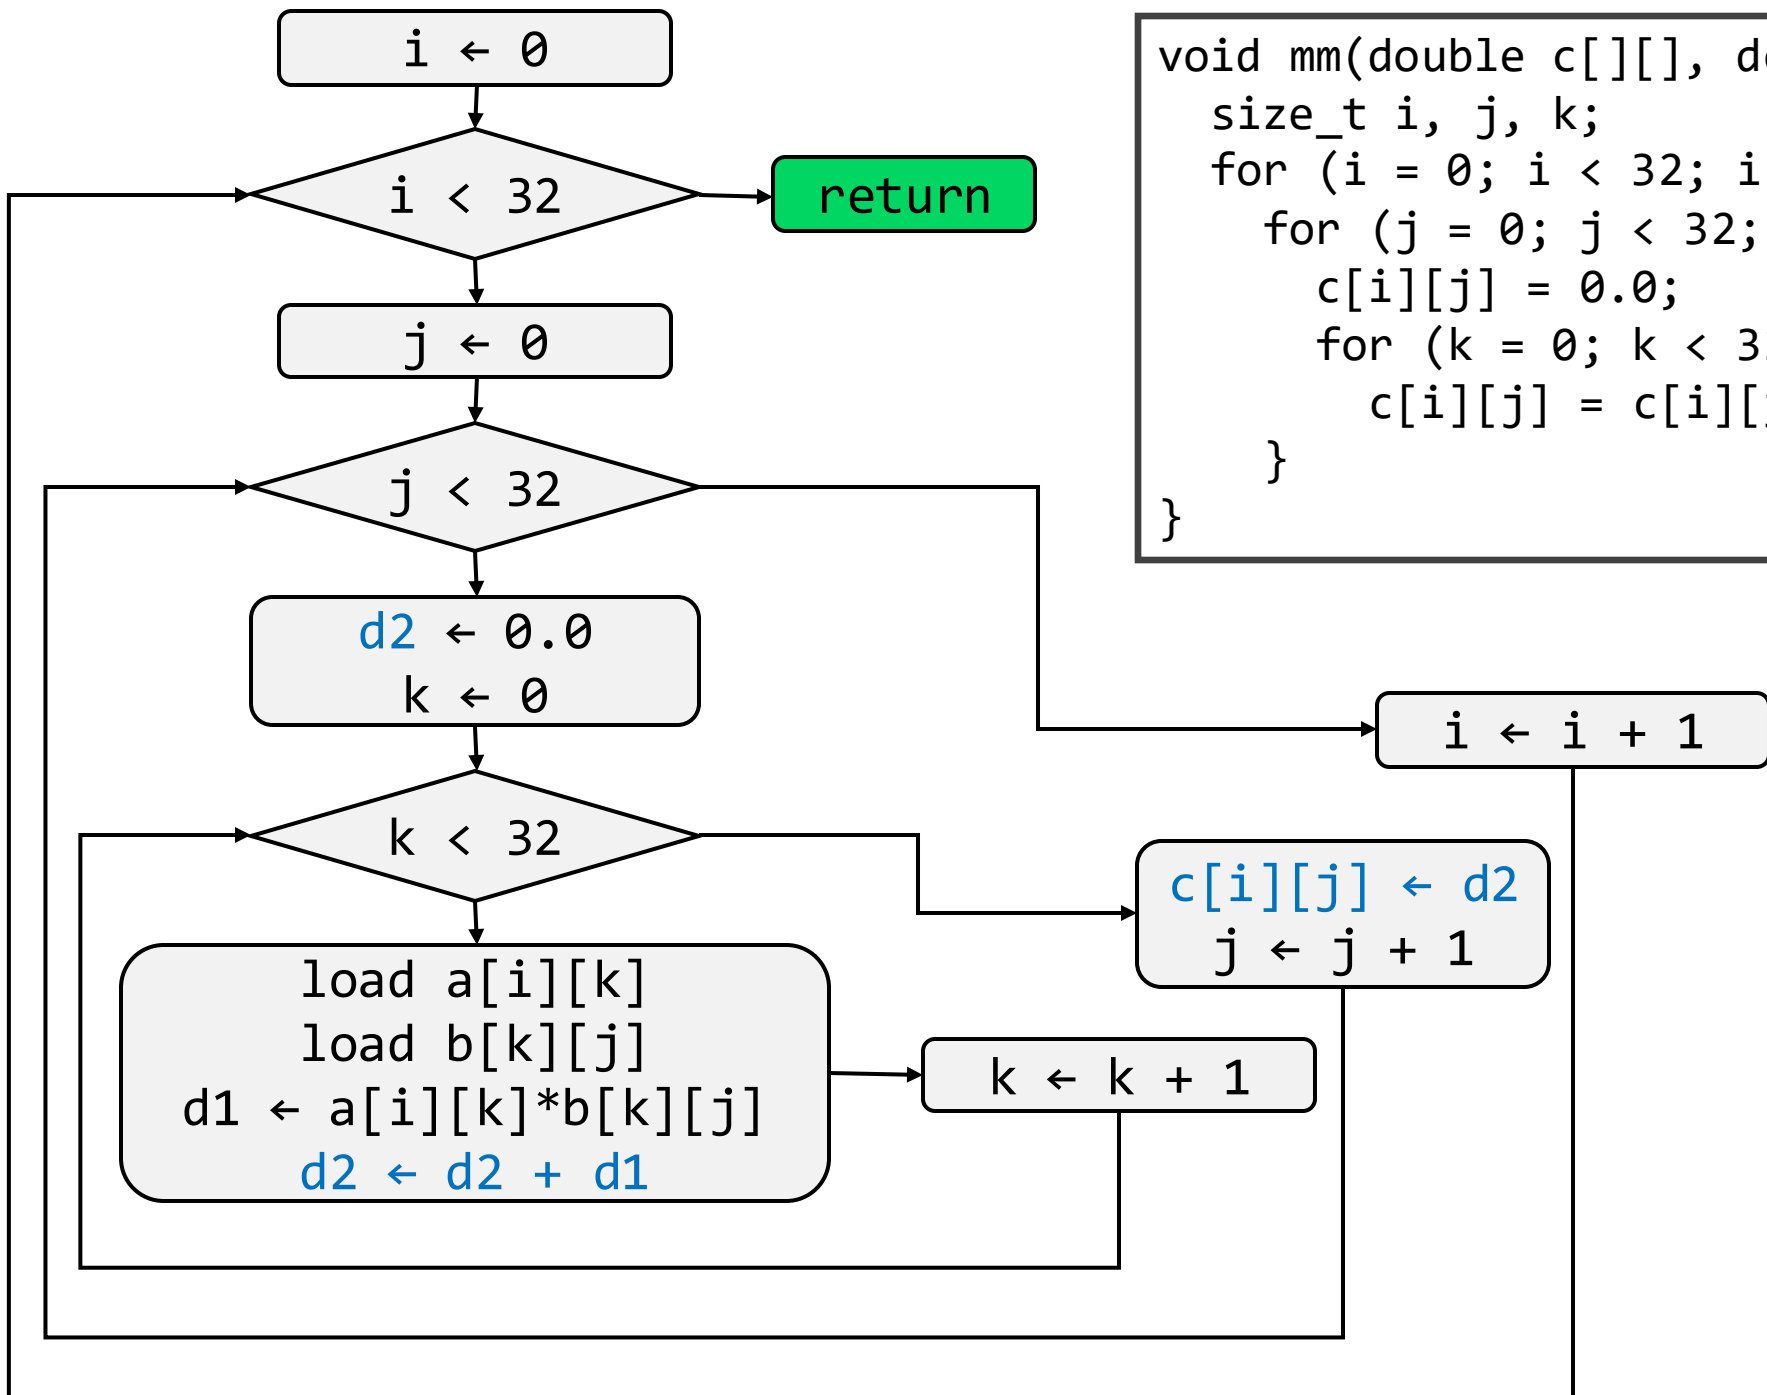 i ← 0
i < 32
return
j ← 0
j < 32
d2 ← 0.0
k ← 0
k < 32
load a[i][k]
load b[k][j]
d1 ← a[i][k]*b[k][j]
d2 ← d2 + d1
k ← k + 1
c[i][j] ← d2
j ← j + 1
i ← i + 1
void mm(double c[][],
size_t i, j, k;
for (i = 0; i < 32; i
for (j = 0; j < 32;
c[i][j] = 0.0;
for (k = 0; k <
c[i][j] =
}
}